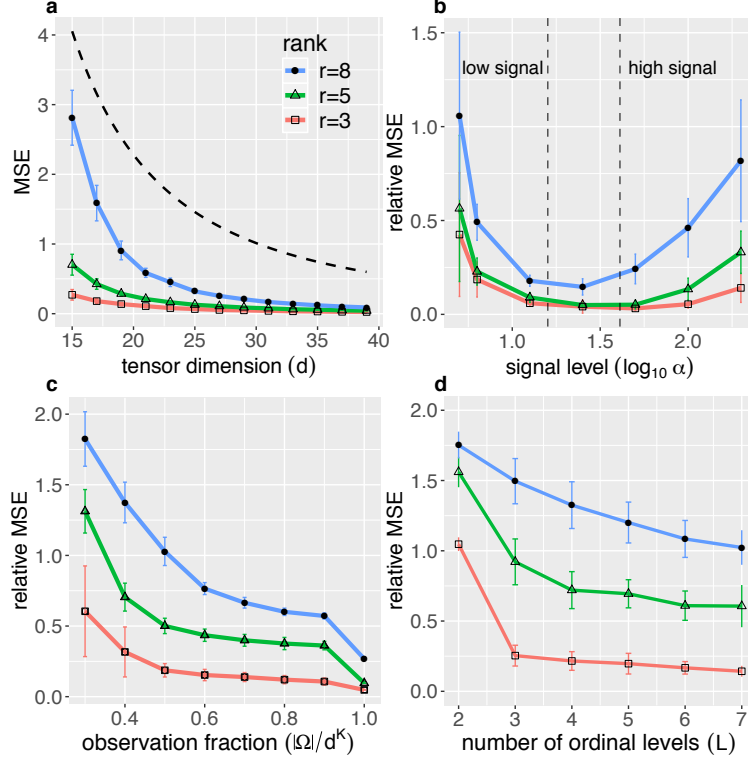 a
MSE
4
3
2
1
0
rank
r=8
r=5
r=3
15 20 25 30 35 40
tensor dimension (d)
b
relative MSE
1.5
1.0
0.5
0.0
low signal
high signal
1.0 1.5 2.0
signal level (log₁₀ α)
c
relative MSE
2.0
1.5
1.0
0.5
0.0
0.4 0.6 0.8 1.0
observation fraction (|Ω|/dᴷ)
d
relative MSE
2.0
1.5
1.0
0.5
0.0
2 3 4 5 6 7
number of ordinal levels (L)